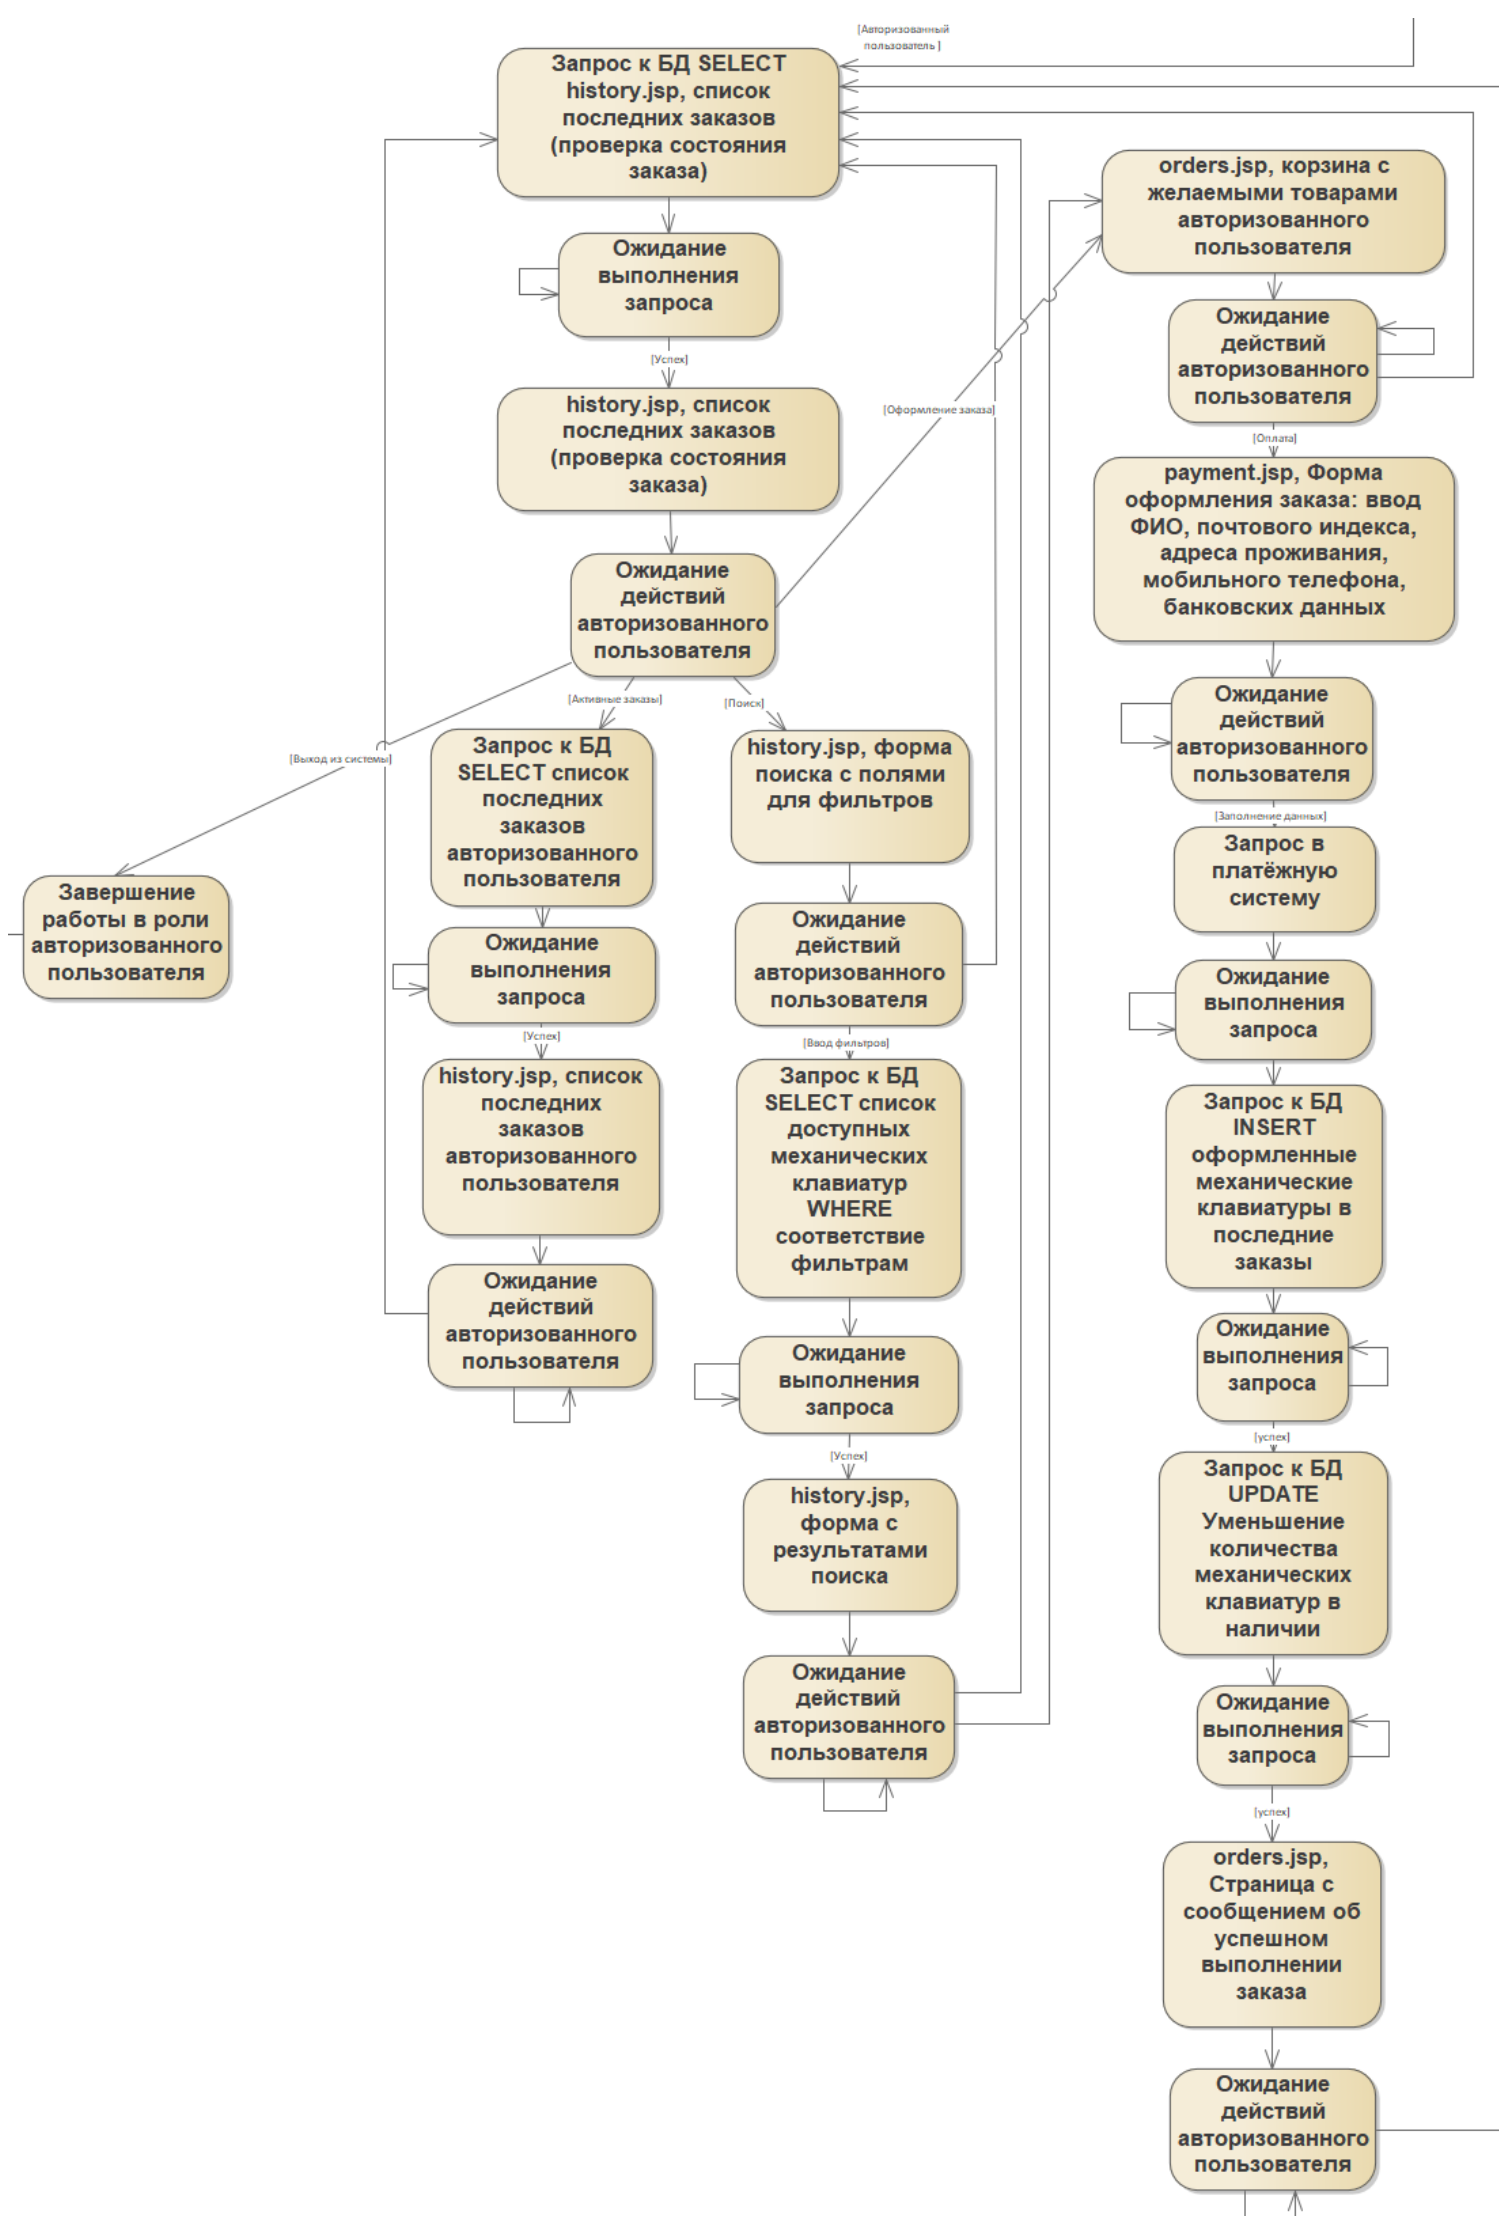 [Авторизованный
пользователь ]
Запрос к БД SELECT
history.jsp, список
последних заказов
(проверка состояния
заказа)
Ожидание
выполнения
запроса
[Успех]
history.jsp, список
последних заказов
(проверка состояния
заказа)
Ожидание
действий
авторизованного
пользователя
[Выход из системы]
Завершение
работы в роли
авторизованного
пользователя
[Активные заказы]
Запрос к БД
SELECT список
последних
заказов
авторизованного
пользователя
Ожидание
выполнения
запроса
[Успех]
history.jsp, список
последних
заказов
авторизованного
пользователя
Ожидание
действий
авторизованного
пользователя
[Поиск]
history.jsp, форма
поиска с полями
для фильтров
Ожидание
действий
авторизованного
пользователя
[Ввод фильтров]
Запрос к БД
SELECT список
доступных
механических
клавиатур
WHERE
соответствие
фильтрам
Ожидание
выполнения
запроса
[Успех]
history.jsp,
форма с
результатами
поиска
Ожидание
действий
авторизованного
пользователя
[Оформление заказа]
orders.jsp, корзина с
желаемыми товарами
авторизованного
пользователя
Ожидание
действий
авторизованного
пользователя
[Оплата]
payment.jsp, Форма
оформления заказа: ввод
ФИО, почтового индекса,
адреса проживания,
мобильного телефона,
банковских данных
Ожидание
действий
авторизованного
пользователя
[Заполнение данных]
Запрос в
платёжную
систему
Ожидание
выполнения
запроса
Запрос к БД
INSERT
оформленные
механические
клавиатуры в
последние
заказы
Ожидание
выполнения
запроса
[успех]
Запрос к БД
UPDATE
Уменьшение
количества
механических
клавиатур в
наличии
Ожидание
выполнения
запроса
[успех]
orders.jsp,
Страница с
сообщением об
успешном
выполнении
заказа
Ожидание
действий
авторизованного
пользователя